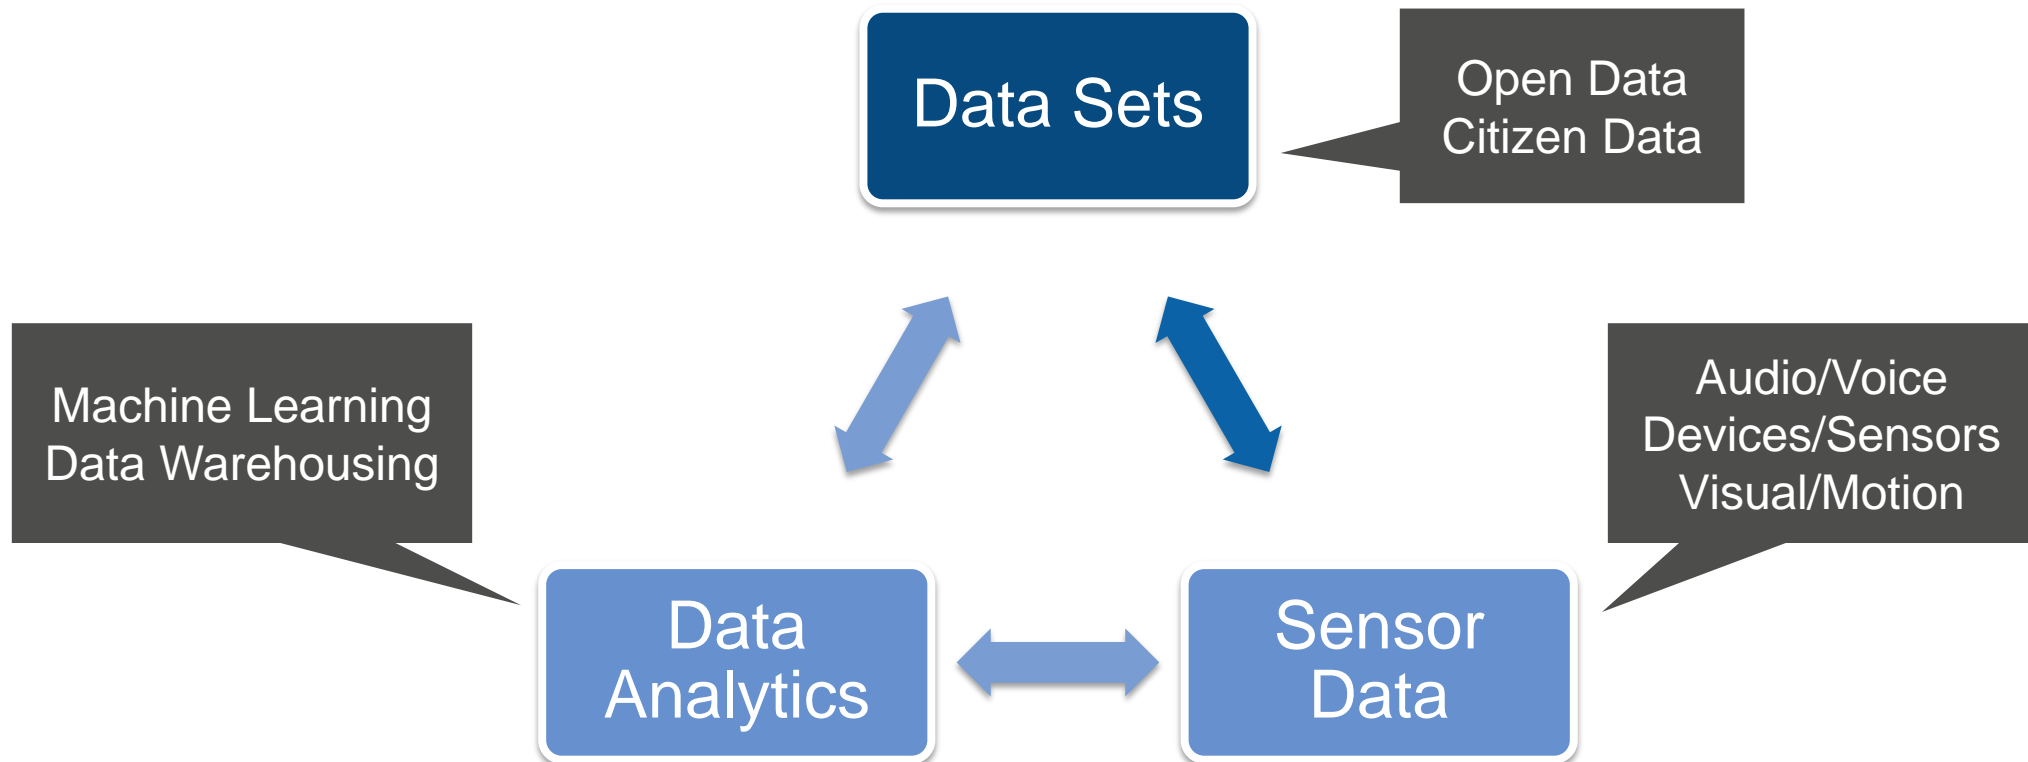 Data Sets
Open Data
Citizen Data
Machine Learning
Data Warehousing
Audio/Voice
Devices/Sensors
Visual/Motion
Data
Analytics
Sensor
Data